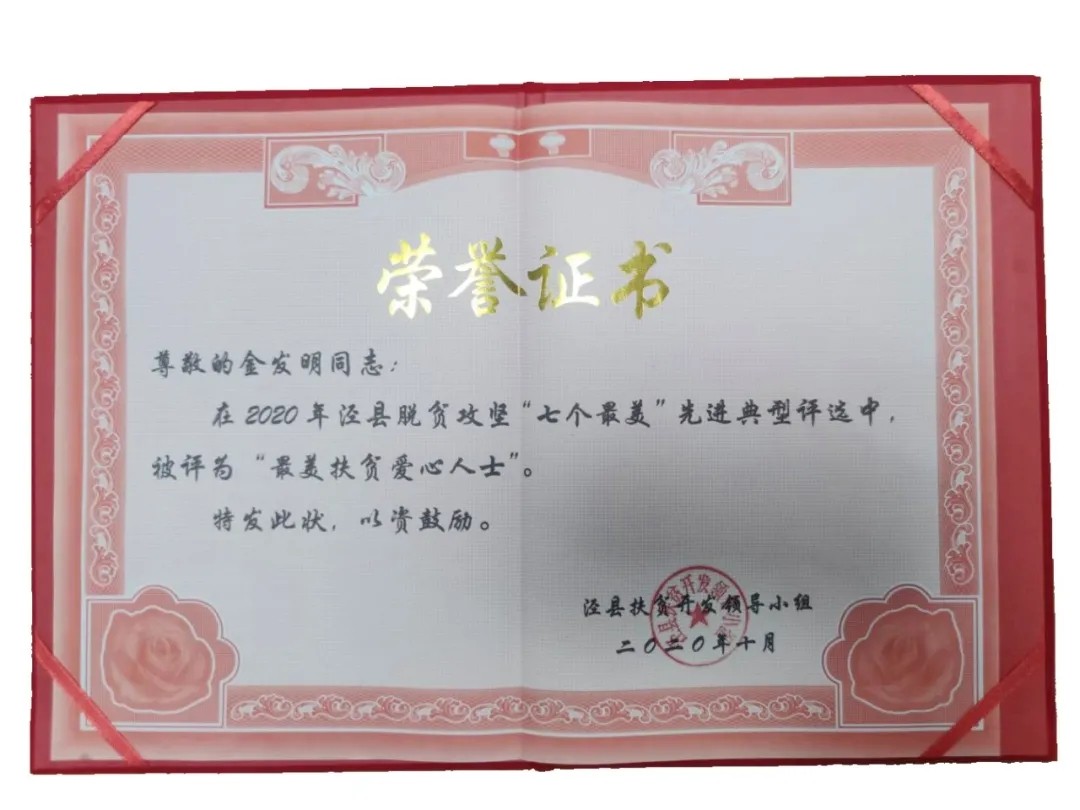 荣誉证书
尊敬的金发明同志：
在2020年泾县脱贫攻坚“七个最美”先进典型评选中，
被评为“最美扶贫爱心人士”。
特发此状，以资鼓励。
泾县扶贫开发领导小组
二〇二〇年十月